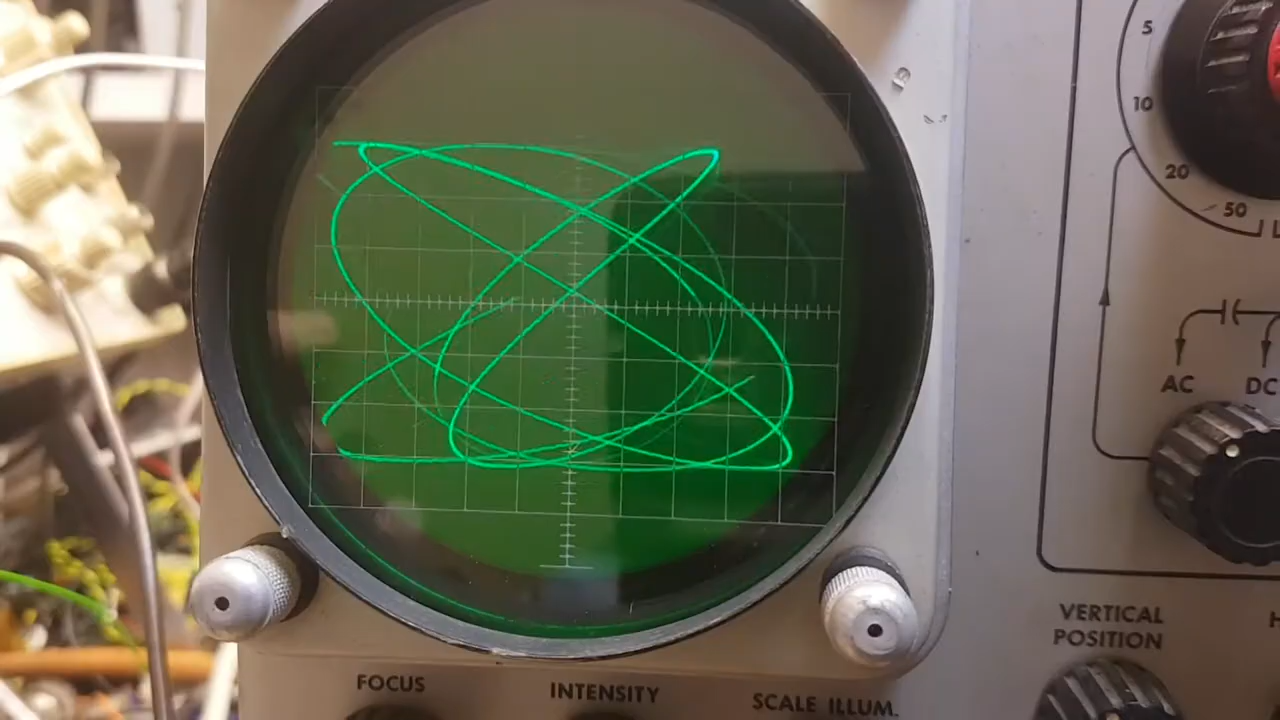 5
10
20
50
AC
DC
VERTICAL
POSITION
FOCUS
INTENSITY
SCALE ILLUM.
H